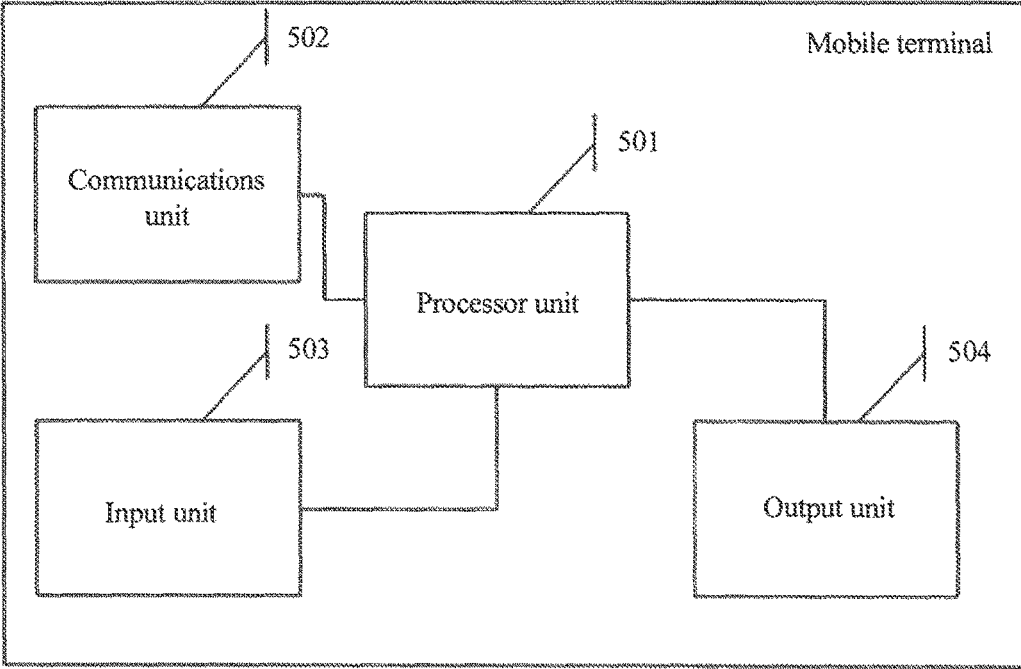 502
Mobile terminal
Communications
unit
501
Processor unit
503
504
Input unit
Output unit